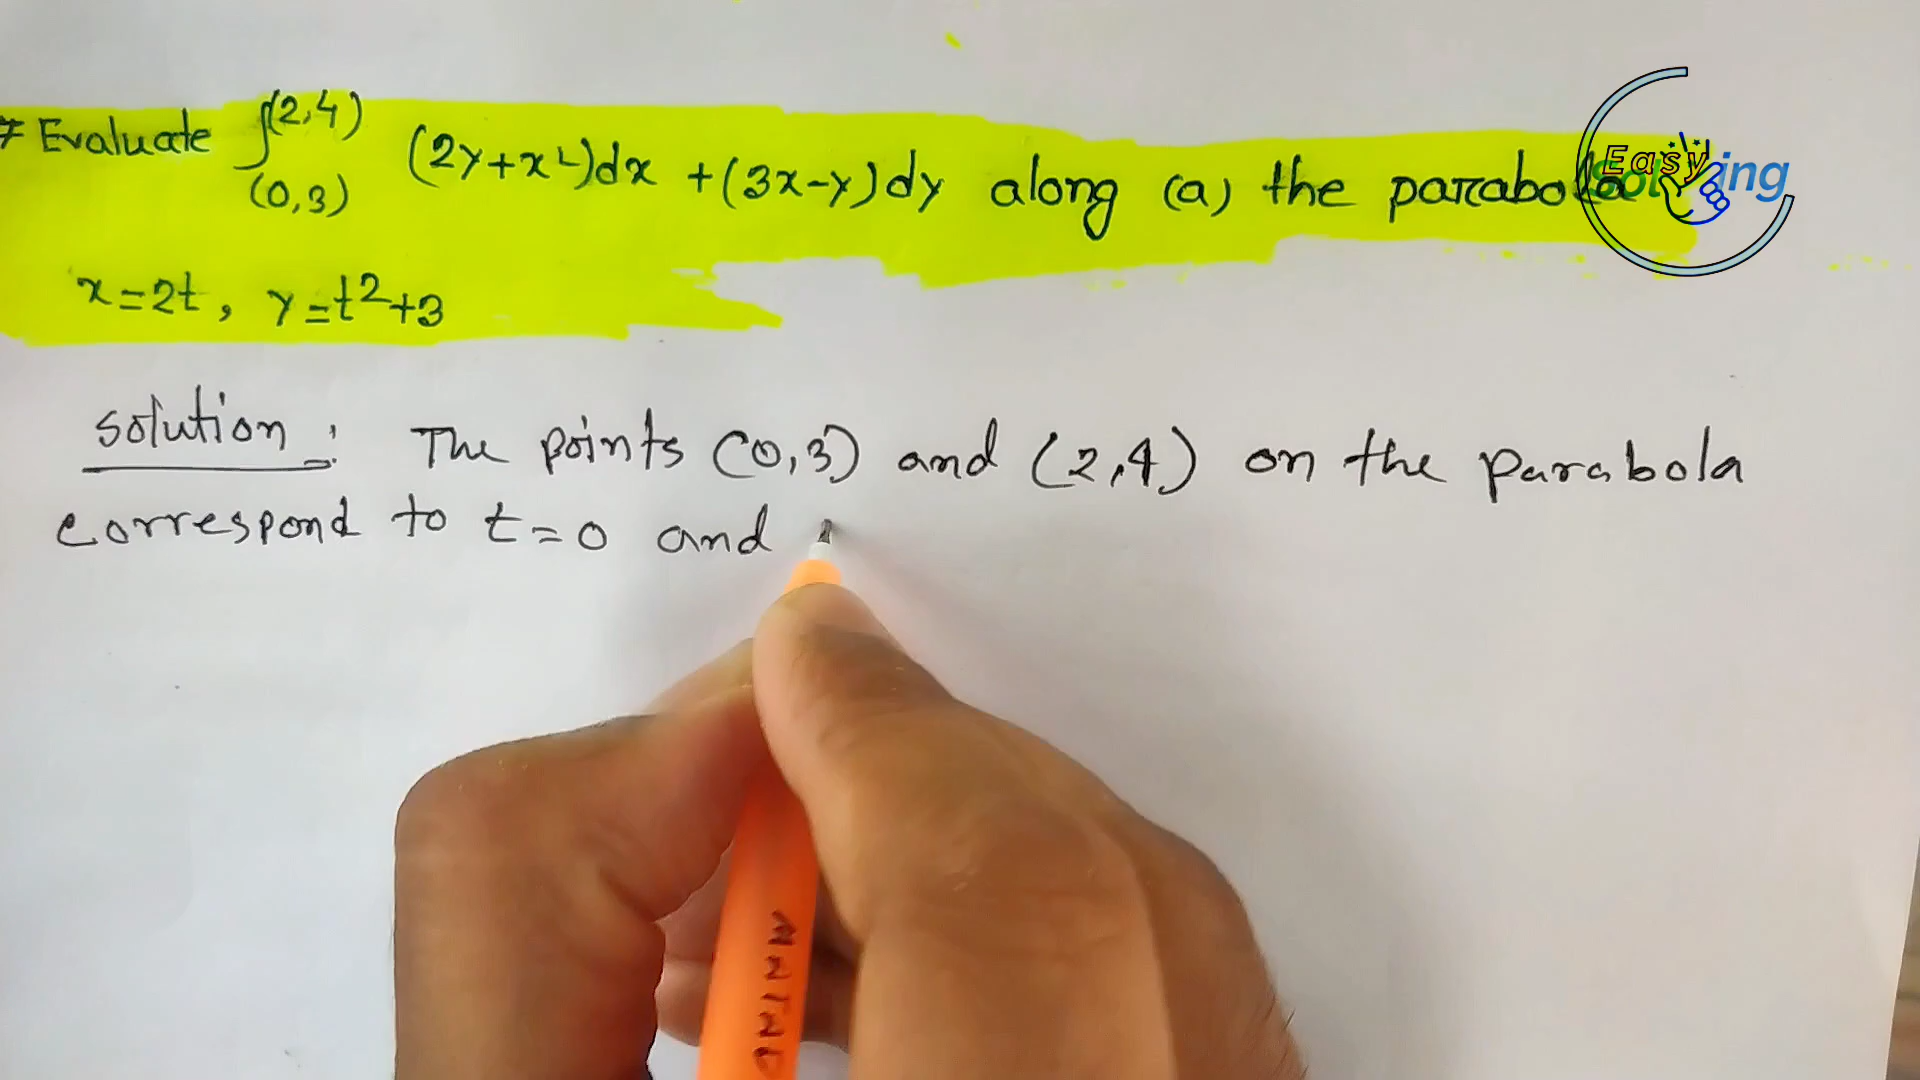 Evaluate ∫(0,3)(2,4) (2y+x²)dx + (3x-y)dy along (a) the parabola
x=2t, y=t²+3
Easy
Solving
solution: The points (0,3) and (2,4) on the parabola
correspond to t=0 and